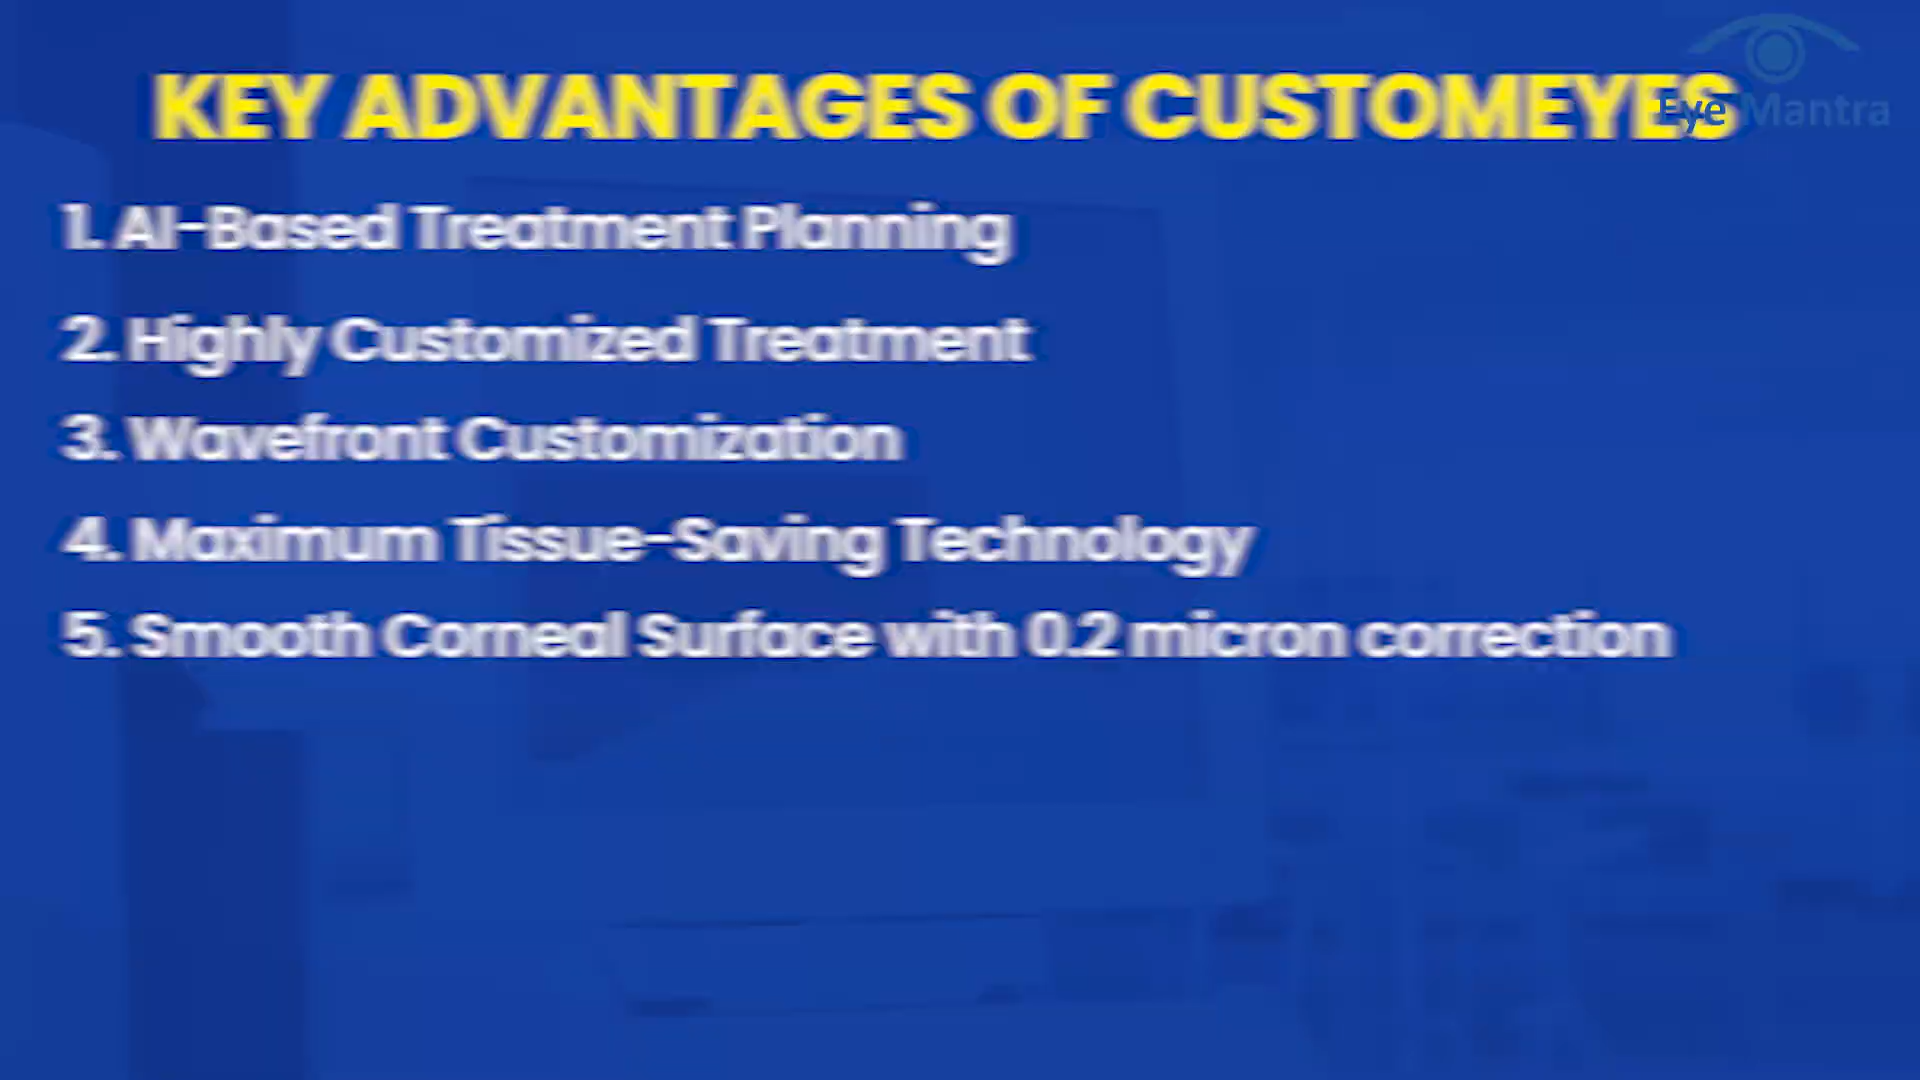 Eye Mantra
KEY ADVANTAGES OF CUSTOMEYES
1. AI-Based Treatment Planning
2. Highly Customized Treatment
3. Wavefront Customization
4. Maximum Tissue-Saving Technology
5. Smooth Corneal Surface with 0.2 micron correction